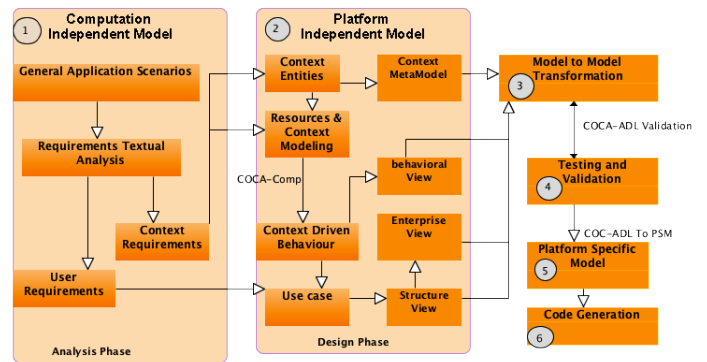 1
Computation
Independent Model
General Application Scenarios
Requirements Textual
Analysis
Context
Requirements
User
Requirements
Analysis Phase
2
Platform
Independent Model
Context
Entities
Context
MetaModel
Resources &
Context
Modeling
COCA-Comp
behavioral
View
Context Driven
Behaviour
Enterprise
View
Use case
Structure
View
Design Phase
Model to Model
Transformation
3
COCA-ADL Validation
Testing and
Validation
4
COC-ADL To PSM
Platform Specific
Model
5
Code Generation
6